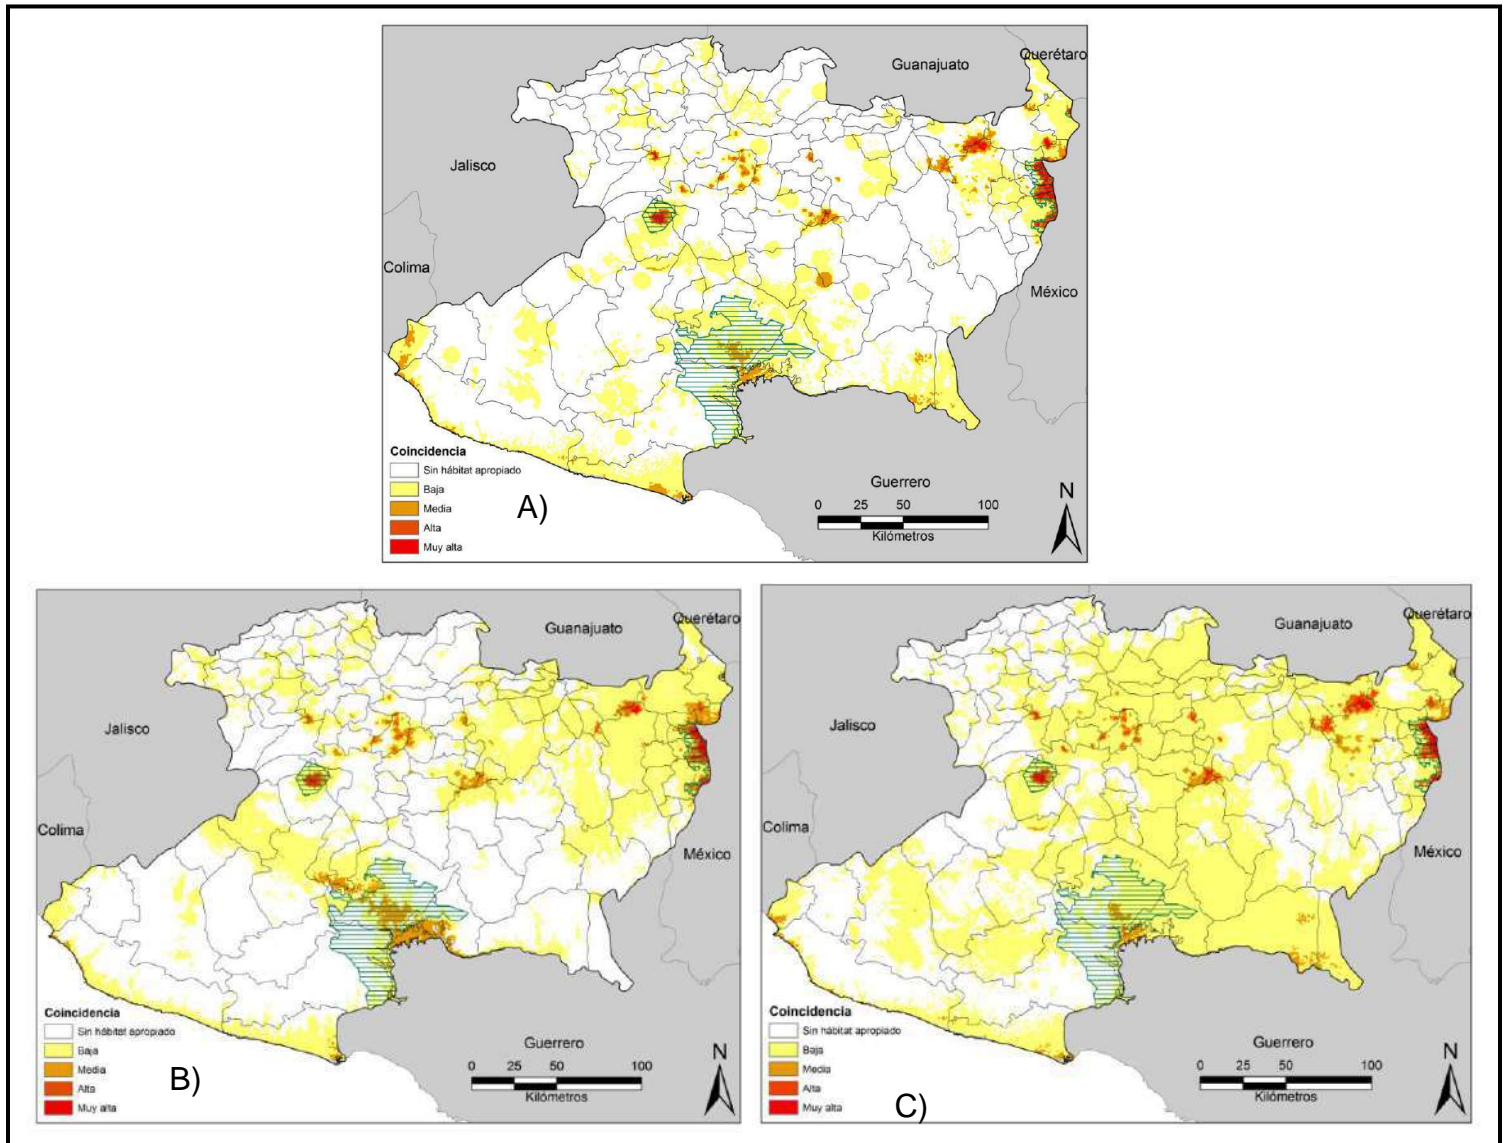 Querétaro
Guanajuato
Jalisco
Colima
México
Coincidencia
Sin hábitat apropiado
Baja
Media
Alta
Muy alta
A)
Guerrero
0 25 50 100
Kilómetros
N
Querétaro
Guanajuato
Jalisco
Colima
México
Coincidencia
Sin hábitat apropiado
Baja
Media
Alta
Muy alta
B)
Guerrero
0 25 50 100
Kilómetros
N
Querétaro
Guanajuato
Jalisco
Colima
México
Coincidencia
Sin hábitat apropiado
Baja
Media
Alta
Muy alta
C)
Guerrero
0 25 50 100
Kilómetros
N